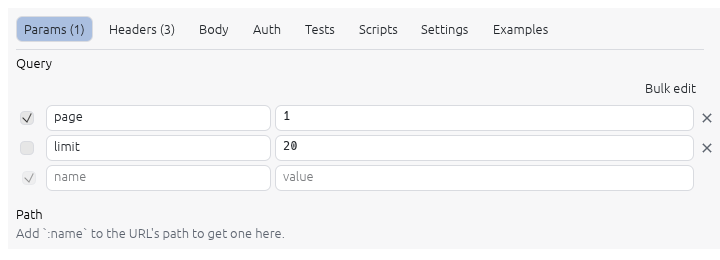 Params (1) Headers (3) Body Auth Tests Scripts Settings Examples
Query
Bulk edit
page 1
limit 20
name value
Path
Add `:name` to the URL's path to get one here.